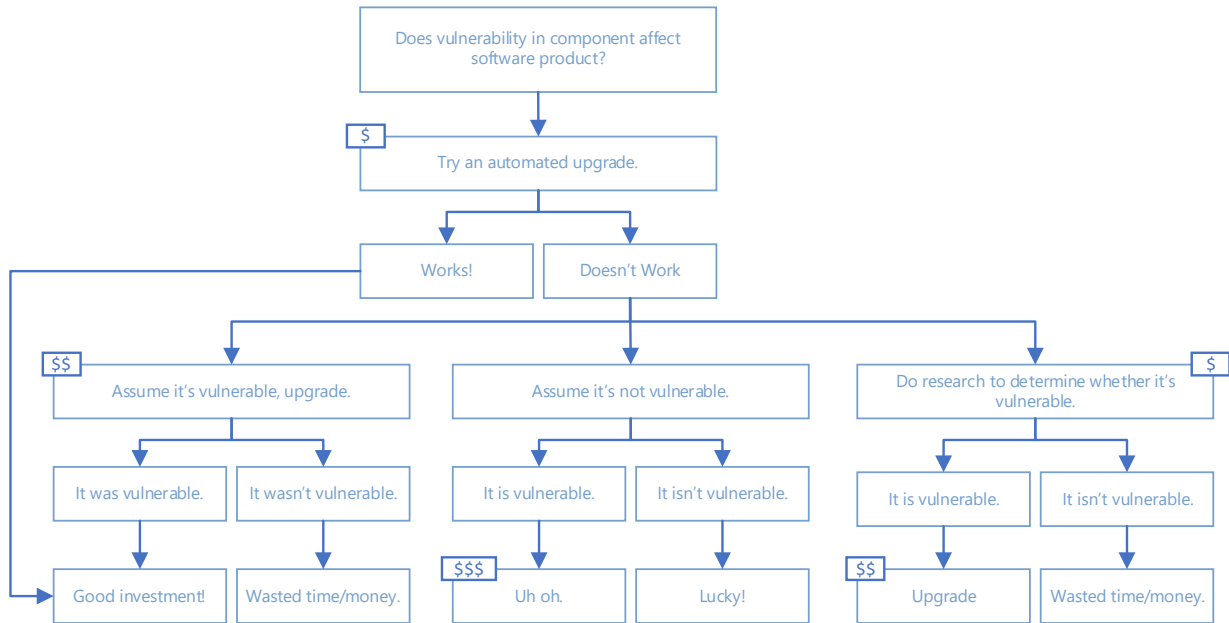 Does vulnerability in component affect
software product?
$
Try an automated upgrade.
Works!
Doesn't Work
$$
Assume it's vulnerable, upgrade.
Assume it's not vulnerable.
$
Do research to determine whether it's
vulnerable.
It was vulnerable.
It wasn't vulnerable.
It is vulnerable.
It isn't vulnerable.
It is vulnerable.
It isn't vulnerable.
Good investment!
Wasted time/money.
$$$
Uh oh.
Lucky!
$$
Upgrade
Wasted time/money.